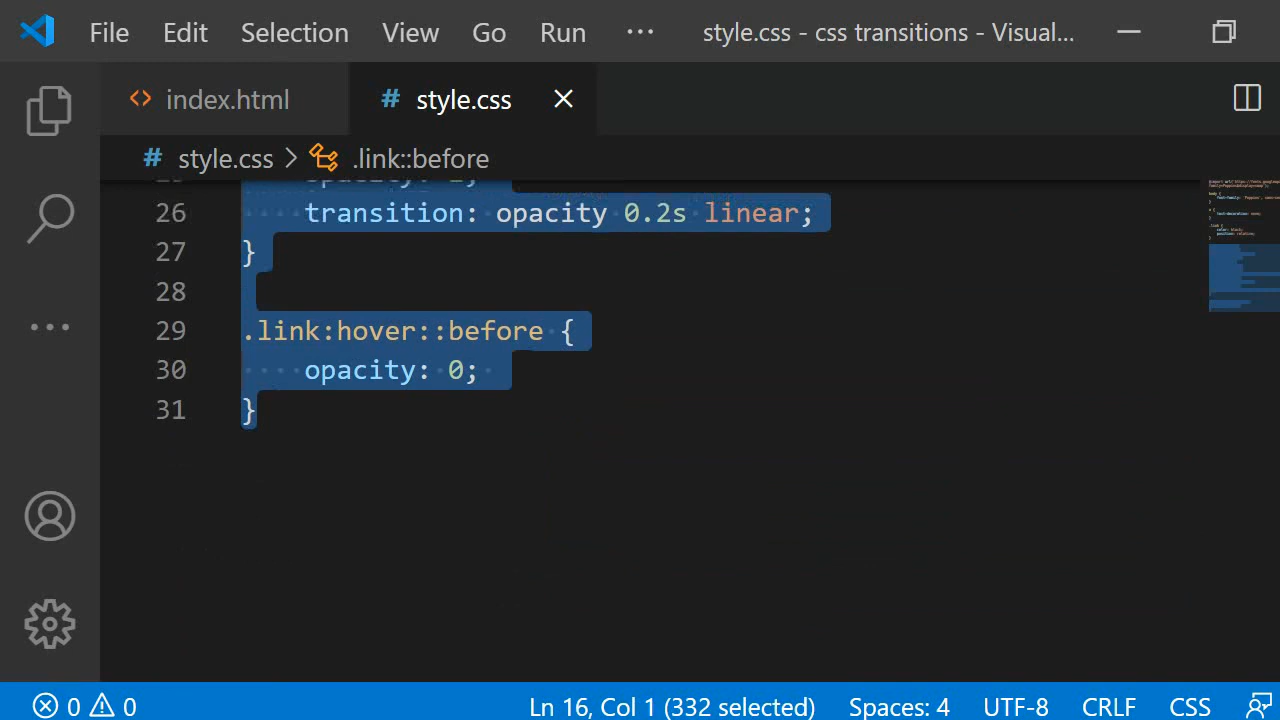 File Edit Selection View Go Run ··· style.css - css transitions - Visual...
<> index.html # style.css
# style.css > .link::before
26 transition: opacity 0.2s linear;
27 }
28
29 .link:hover::before {
30 opacity: 0;
31 }
0 0 Ln 16, Col 1 (332 selected) Spaces: 4 UTF-8 CRLF CSS